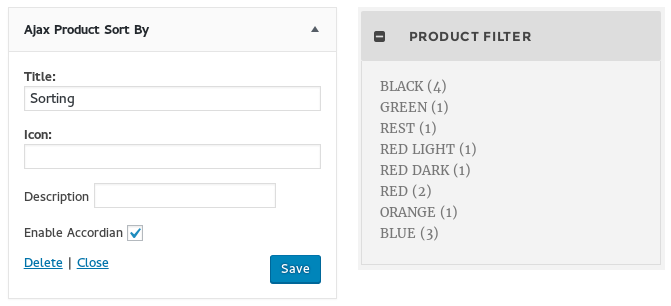 Ajax Product Sort By
Title:
Sorting
Icon:
Description
Enable Accordian
Delete | Close
Save
PRODUCT FILTER
BLACK (4)
GREEN (1)
REST (1)
RED LIGHT (1)
RED DARK (1)
RED (2)
ORANGE (1)
BLUE (3)